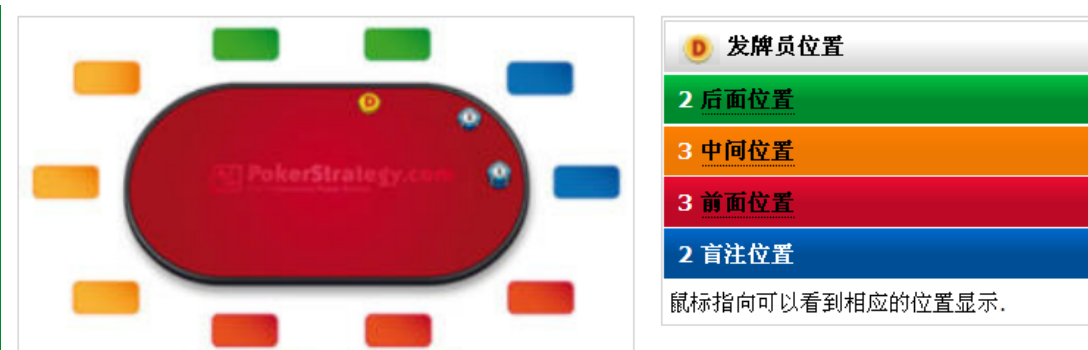 PokerStrategy.com
D
D 发牌员位置
2 后面位置
3 中间位置
3 前面位置
2 盲注位置
鼠标指向可以看到相应的位置显示.